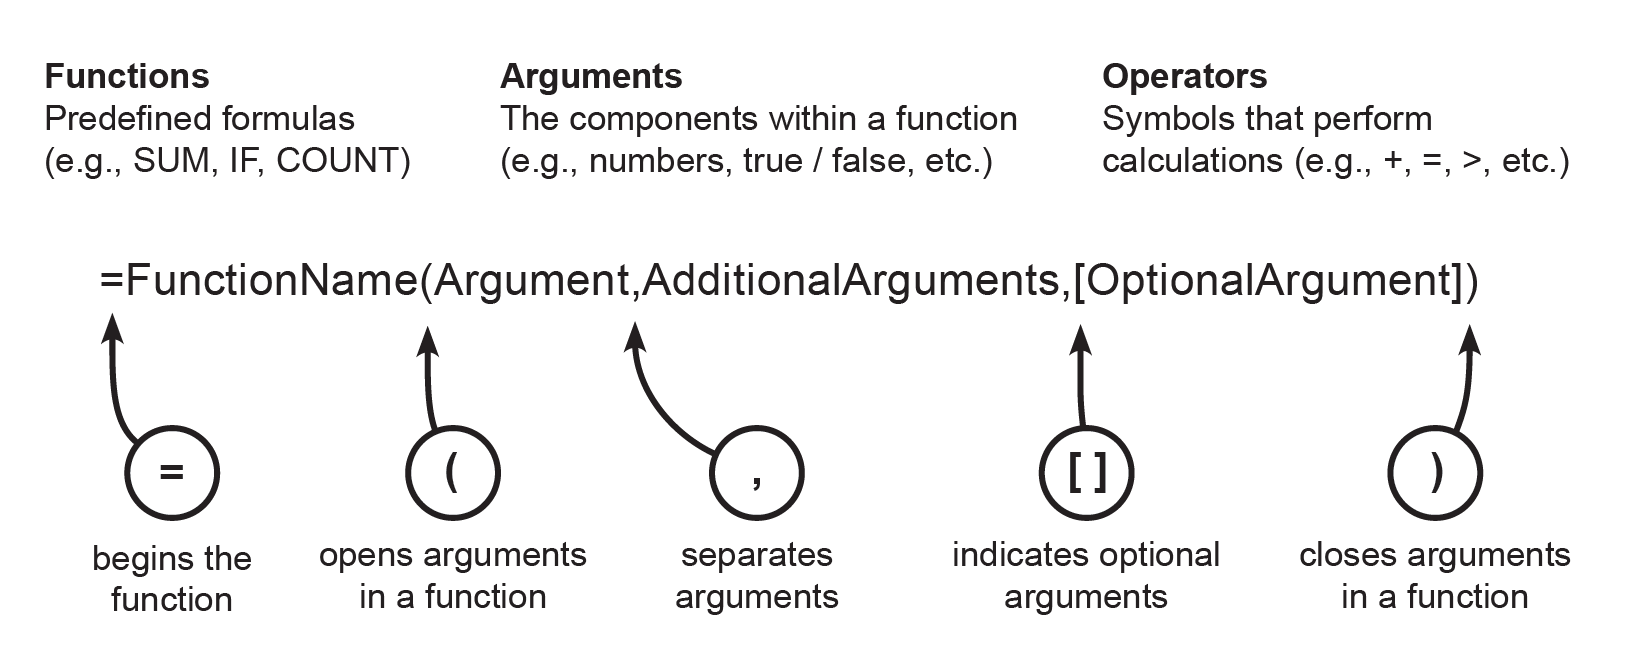 Functions
Predefined formulas
(e.g., SUM, IF, COUNT)
Arguments
The components within a function
(e.g., numbers, true / false, etc.)
Operators
Symbols that perform
calculations (e.g., +, =, >, etc.)
=FunctionName(Argument,AdditionalArguments,[OptionalArgument])
=
begins the
function
(
opens arguments
in a function
,
separates
arguments
[ ]
indicates optional
arguments
)
closes arguments
in a function